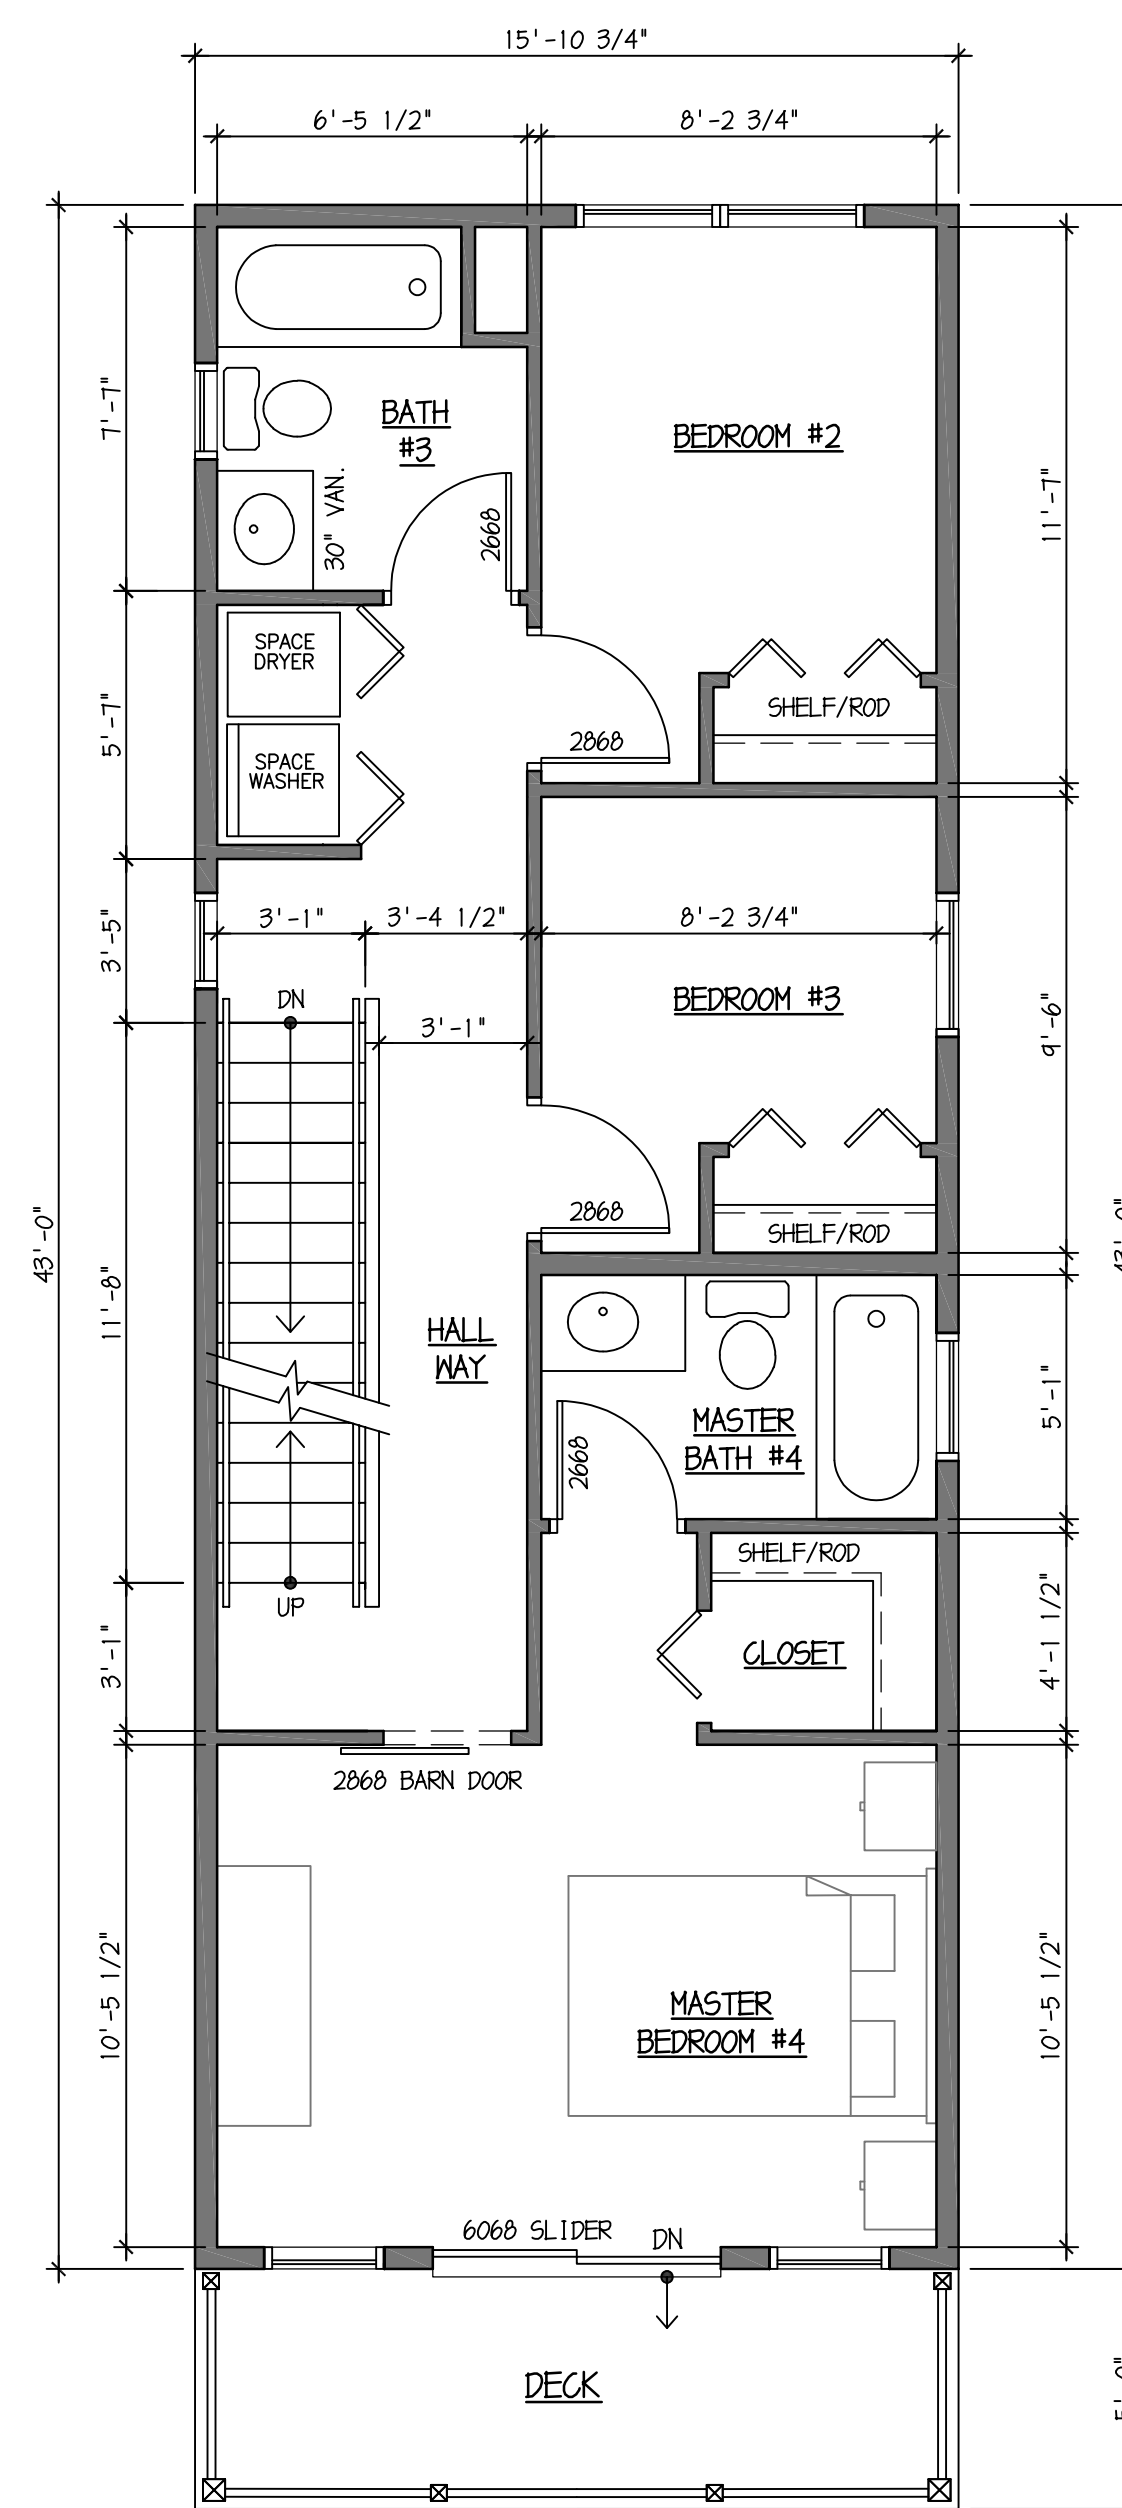 15'-10 3/4"
6'-5 1/2"
8'-2 3/4"
7'-7"
BATH
#3
BEDROOM #2
30" VAN.
2668
11'-7"
SPACE
DRYER
5'-7"
SHELF/ROD
2868
SPACE
WASHER
3'-5"
3'-1"
3'-4 1/2"
8'-2 3/4"
DN
BEDROOM #3
3'-1"
9'-6"
43'-0"
43'-0"
2868
SHELF/ROD
11'-8"
HALL
WAY
MASTER
BATH #4
5'-1"
2668
SHELF/ROD
UP
3'-1"
CLOSET
4'-1 1/2"
2868 BARN DOOR
10'-5 1/2"
MASTER
BEDROOM #4
10'-5 1/2"
6068 SLIDER
DN
DECK
5'-0"